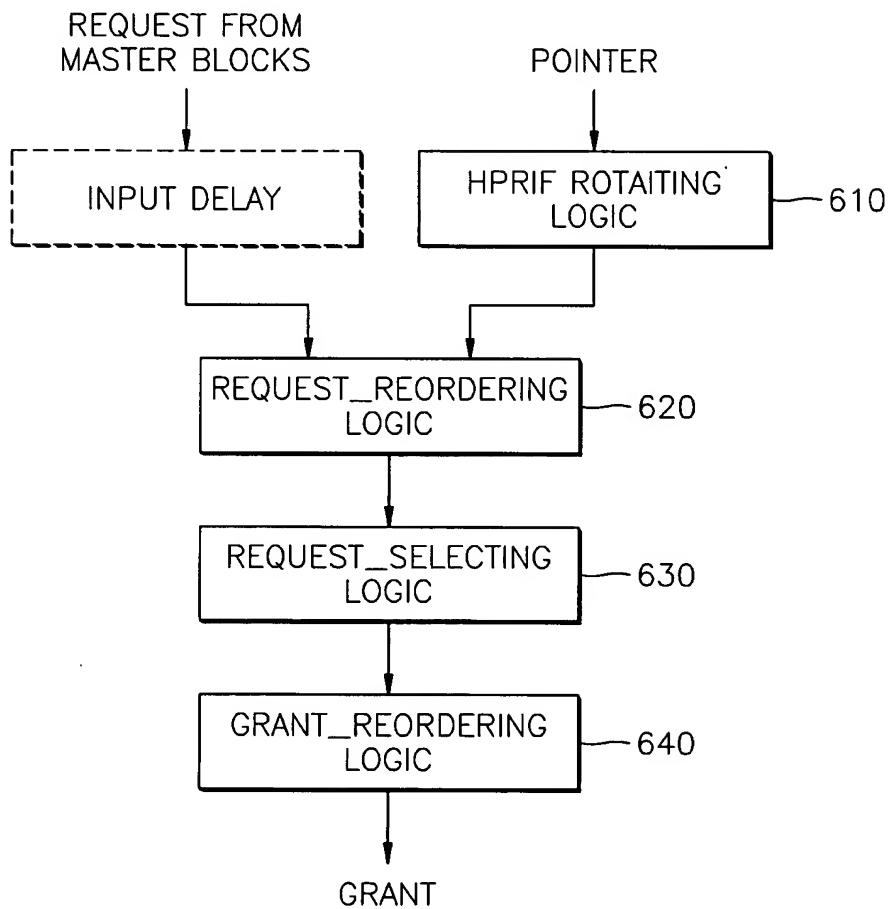 REQUEST FROM
MASTER BLOCKS
POINTER
INPUT DELAY
HPRIF ROTAITING
LOGIC
610
REQUEST_REORDERING
LOGIC
620
REQUEST_SELECTING
LOGIC
630
GRANT_REORDERING
LOGIC
640
GRANT